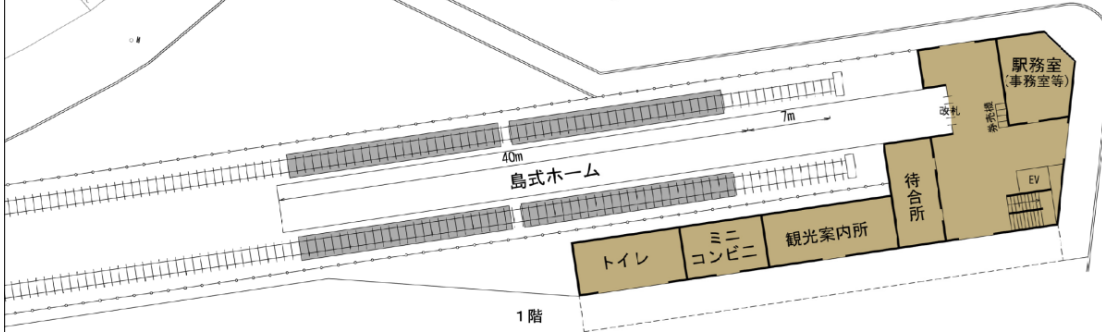 駅務室
(事務室等)
改札
券売機
7m
40m
島式ホーム
待合所
EV
観光案内所
ミニ
コンビニ
トイレ
1階